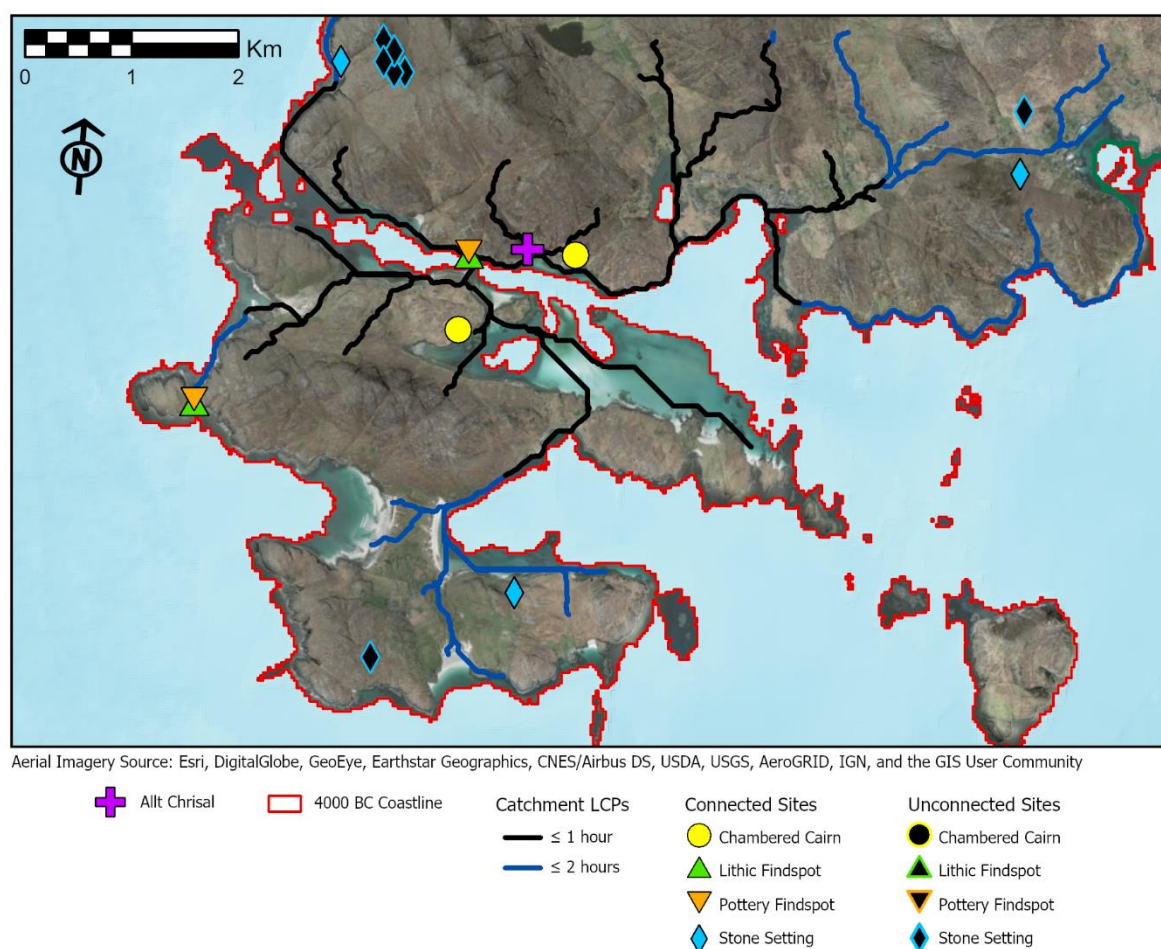 Km
0 1 2
N
Aerial Imagery Source: Esri, DigitalGlobe, GeoEye, Earthstar Geographics, CNES/Airbus DS, USDA, USGS, AeroGRID, IGN, and the GIS User Community
Allt Chrisal
4000 BC Coastline
Catchment LCPs
≤ 1 hour
≤ 2 hours
Connected Sites
Chambered Cairn
Lithic Findspot
Pottery Findspot
Stone Setting
Unconnected Sites
Chambered Cairn
Lithic Findspot
Pottery Findspot
Stone Setting